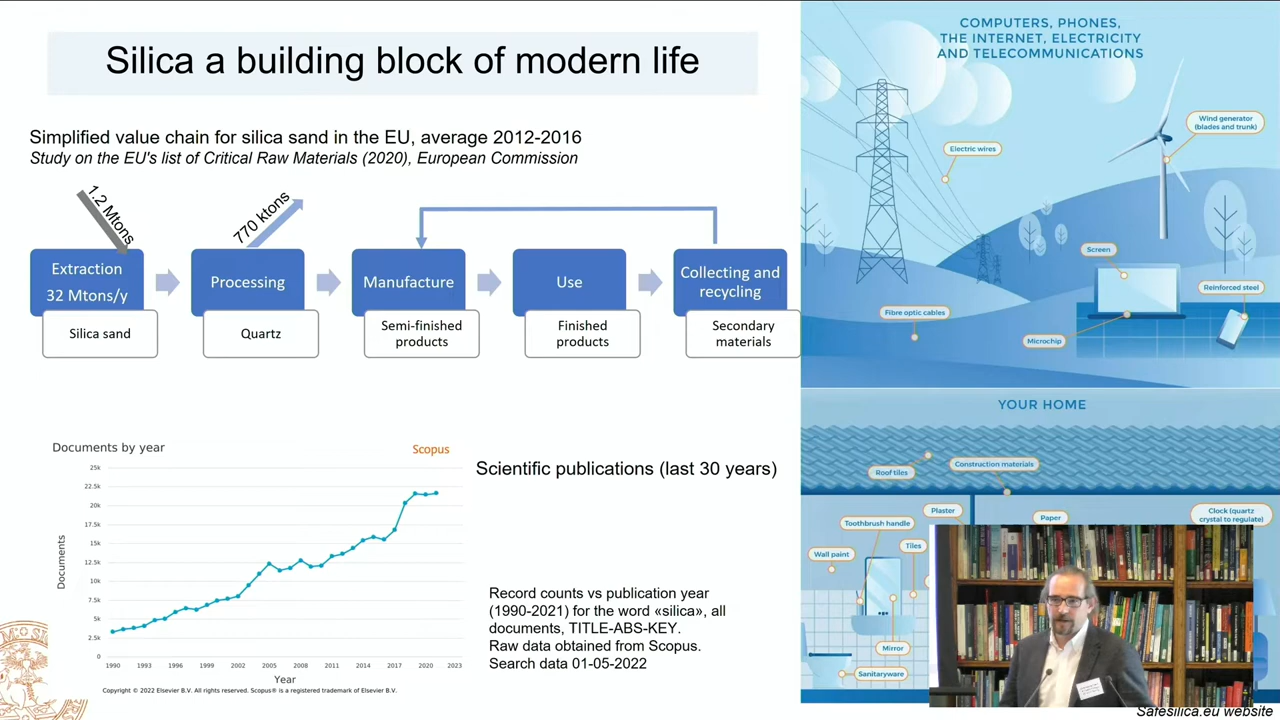 Silica a building block of modern life
Simplified value chain for silica sand in the EU, average 2012-2016
Study on the EU's list of Critical Raw Materials (2020), European Commission
1.2 Mtons
770 ktons
Extraction
32 Mtons/y
Silica sand
Processing
Quartz
Manufacture
Semi-finished
products
Use
Finished
products
Collecting and
recycling
Secondary
materials
Documents by year
Scopus
25k
22.5k
20k
17.5k
15k
12.5k
10k
7.5k
5k
2.5k
0
Documents
1990
1993
1996
1999
2002
2005
2008
2011
2014
2017
2020
2023
Year
Copyright © 2022 Elsevier B.V. All rights reserved. Scopus® is a registered trademark of Elsevier B.V.
Scientific publications (last 30 years)
Record counts vs publication year
(1990-2021) for the word «silica», all
documents, TITLE-ABS-KEY.
Raw data obtained from Scopus.
Search data 01-05-2022
COMPUTERS, PHONES,
THE INTERNET, ELECTRICITY
AND TELECOMMUNICATIONS
Wind generator
(blades and trunk)
Electric wires
Screen
Reinforced steel
Fibre optic cables
Microchip
YOUR HOME
Construction materials
Roof tiles
Plaster
Paper
Clock (quartz
crystal to regulate)
Toothbrush handle
Tiles
Wall paint
Mirror
Sanitaryware
Safesilica.eu website